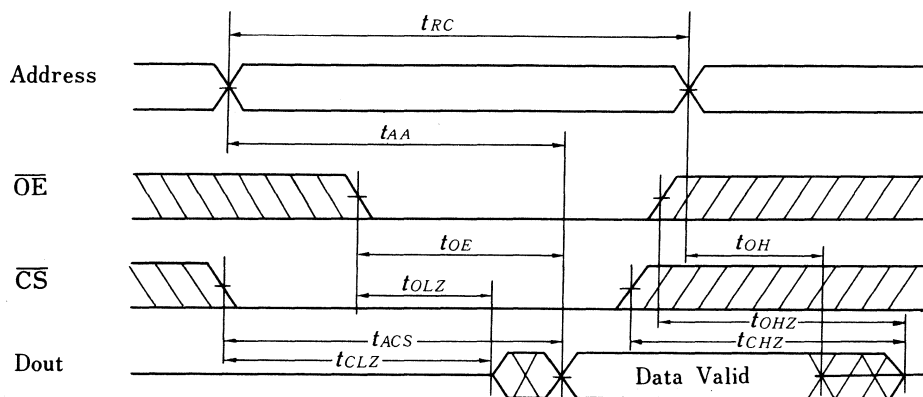 tRC
Address
tAA
OE
tOE
tOH
CS
tOLZ
tOHZ
tACS
tCHZ
tCLZ
Dout
Data Valid